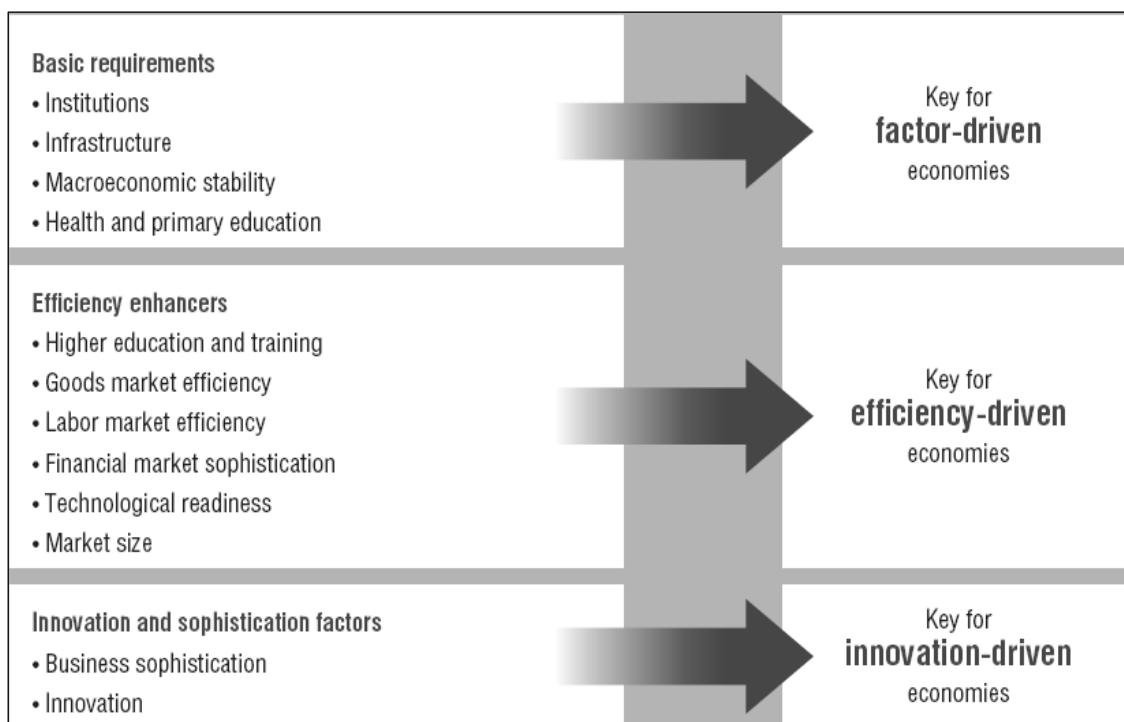 Basic requirements
• Institutions
• Infrastructure
• Macroeconomic stability
• Health and primary education
Key for
factor-driven
economies
Efficiency enhancers
• Higher education and training
• Goods market efficiency
• Labor market efficiency
• Financial market sophistication
• Technological readiness
• Market size
Key for
efficiency-driven
economies
Innovation and sophistication factors
• Business sophistication
• Innovation
Key for
innovation-driven
economies